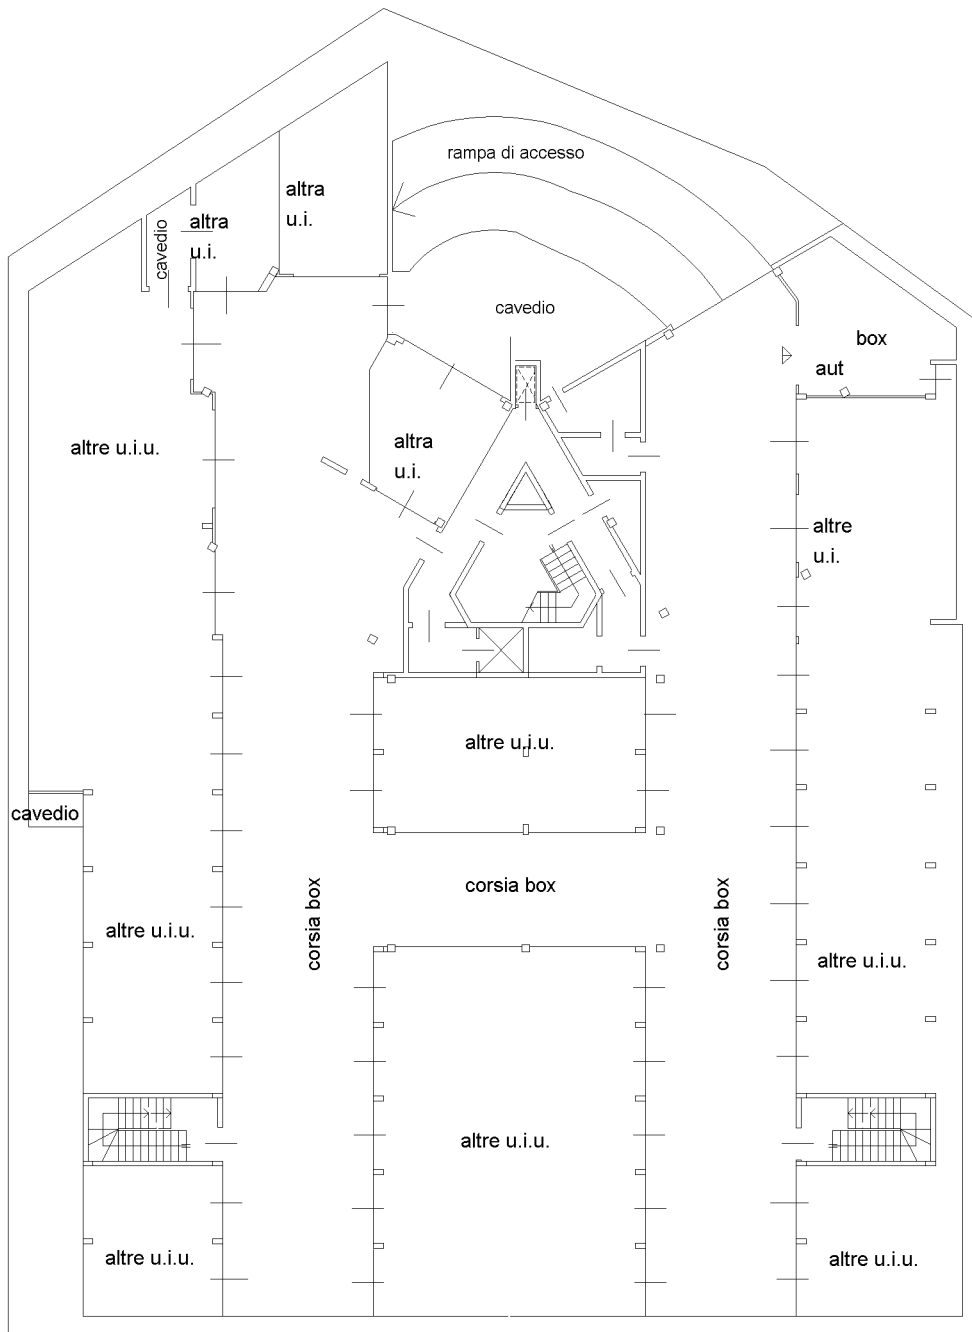 rampa di accesso
altra
u.i.
altra
u.i.
cavedio
cavedio
box
aut
altra
u.i.
altre u.i.u.
altre
u.i.
altre u.i.u.
cavedio
corsia box
corsia box
corsia box
altre u.i.u.
altre u.i.u.
altre u.i.u.
altre u.i.u.
altre u.i.u.